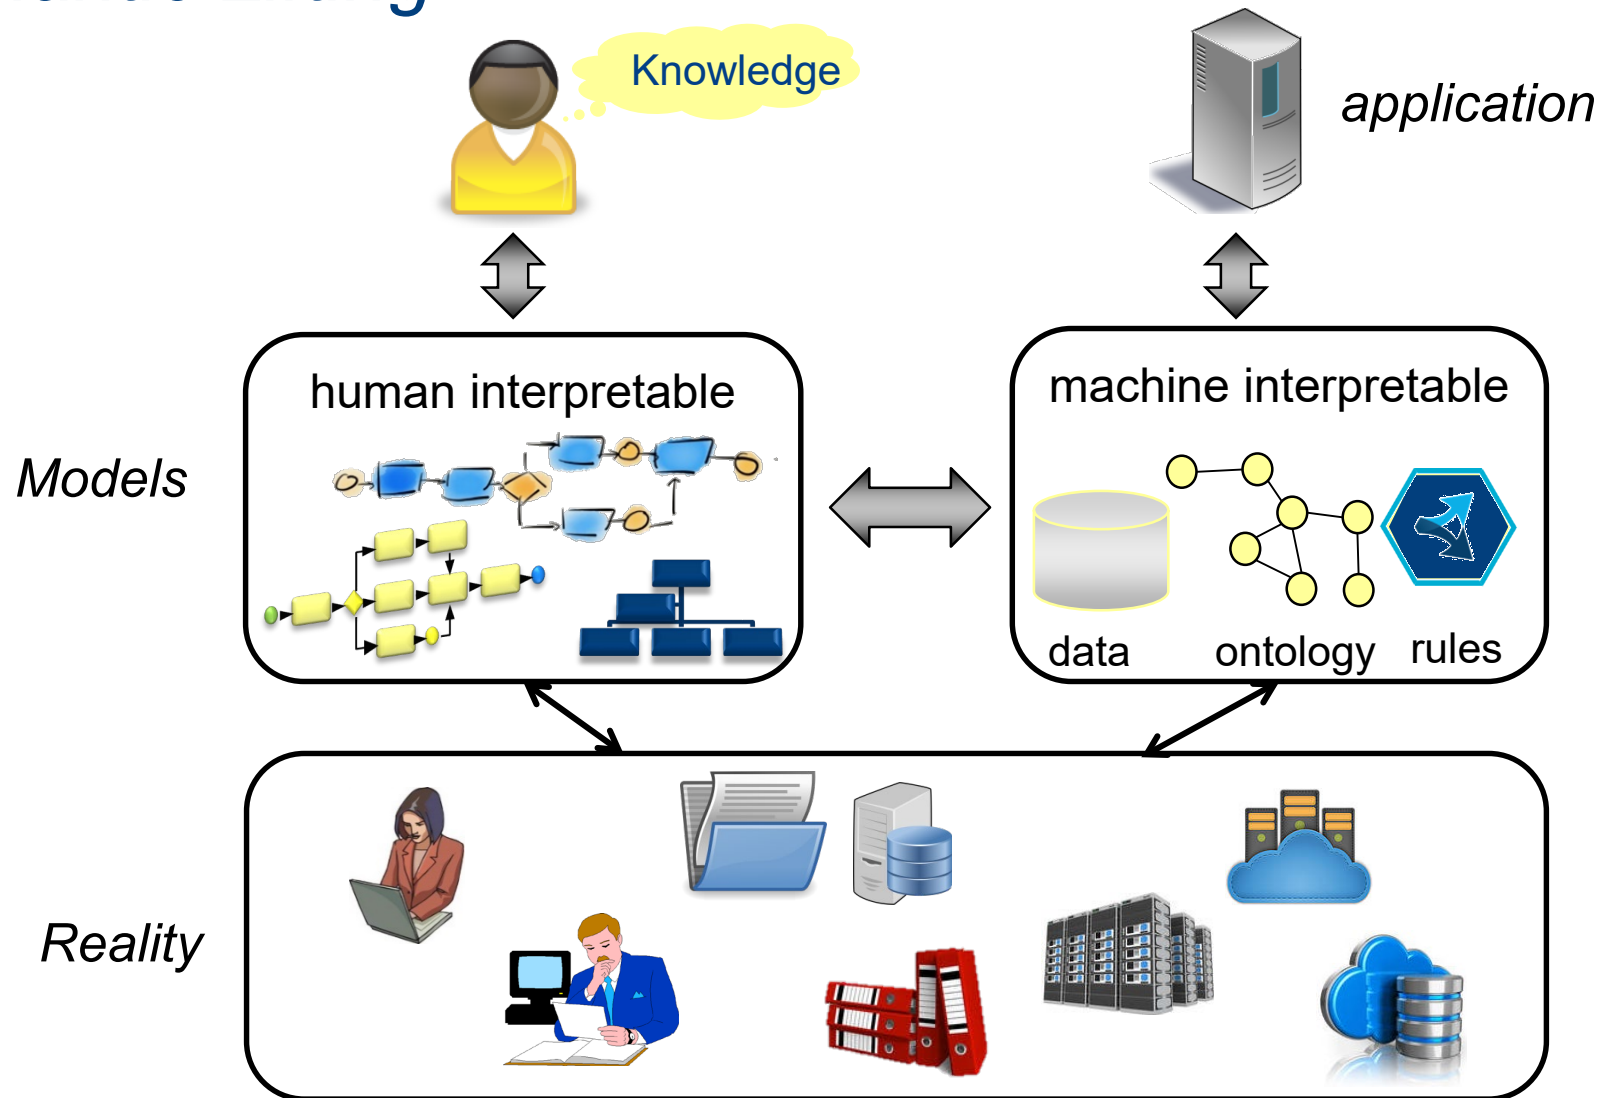 Knowledge
application
human interpretable
machine interpretable
Models
data
ontology
rules
Reality